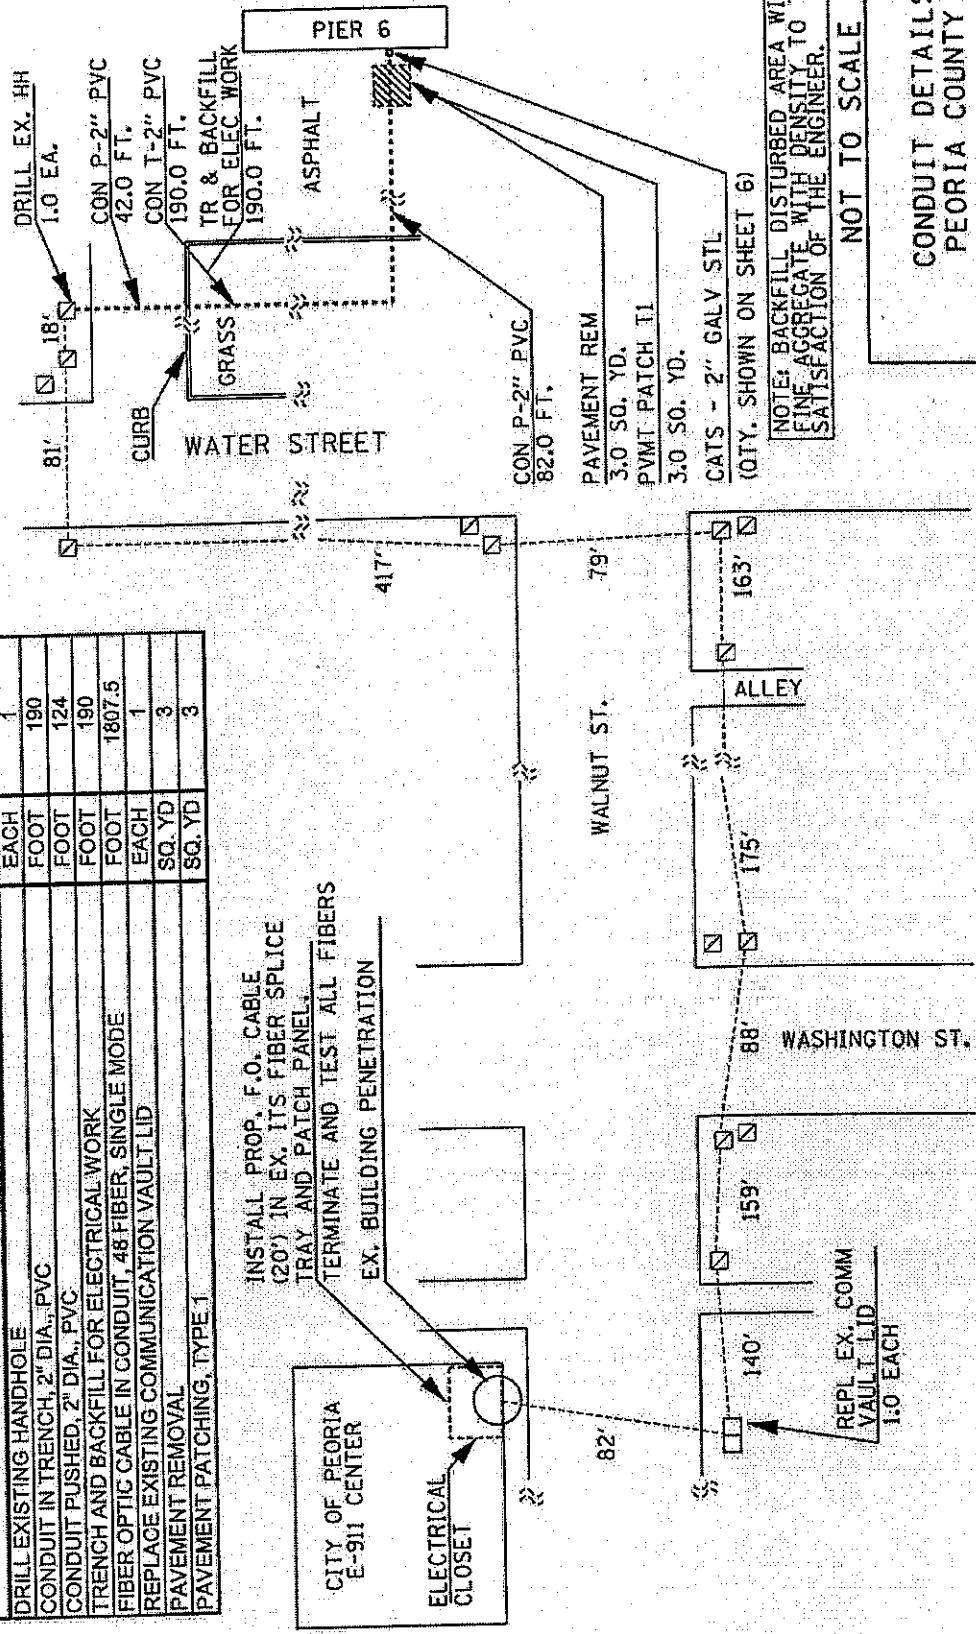 EACH 1
DRILL EXISTING HANDHOLE FOOT 190
CONDUIT IN TRENCH, 2" DIA., PVC FOOT 124
CONDUIT PUSHED, 2" DIA., PVC FOOT 190
TRENCH AND BACKFILL FOR ELECTRICAL WORK FOOT 1807.5
FIBER OPTIC CABLE IN CONDUIT, 48 FIBER, SINGLE MODE EACH 1
REPLACE EXISTING COMMUNICATION VAULT LID SQ. YD 3
PAVEMENT REMOVAL SQ. YD 3
PAVEMENT PATCHING, TYPE 1
INSTALL PROP. F.O. CABLE
(20') IN EX. ITS FIBER SPLICE
TRAY AND PATCH PANEL.
TERMINATE AND TEST ALL FIBERS
EX. BUILDING PENETRATION
CITY OF PEORIA
E-911 CENTER
ELECTRICAL
CLOSET
82'
REPL EX. COMM
VAULT LID
1.0 EACH
140'
159'
88'
WASHINGTON ST.
175'
ALLEY
163'
WALNUT ST.
79'
417'
81'
18'
CURB
WATER STREET
GRASS
ASPHALT
PIER 6
DRILL EX. HH
1.0 EA.
CON P-2" PVC
42.0 FT.
CON T-2" PVC
190.0 FT.
TR & BACKFILL
FOR ELEC WORK
190.0 FT.
CON P-2" PVC
82.0 FT.
PAVEMENT REM
3.0 SQ. YD.
PVMT PATCH T1
3.0 SQ. YD.
CATS - 2" GALV STL
(QTY. SHOWN ON SHEET 6)
NOTE: BACKFILL DISTURBED AREA
FINE AGGREGATE WITH DENSITY TO
SATISFACTION OF THE ENGINEER.
NOT TO SCALE
CONDUIT DETAILS
PEORIA COUNTY